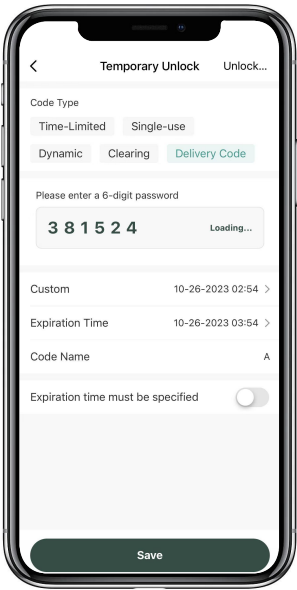 Temporary Unlock Unlock...
Code Type
Time-Limited Single-use
Dynamic Clearing Delivery Code
Please enter a 6-digit password
381524 Loading...
Custom 10-26-2023 02:54
Expiration Time 10-26-2023 03:54
Code Name A
Expiration time must be specified
Save